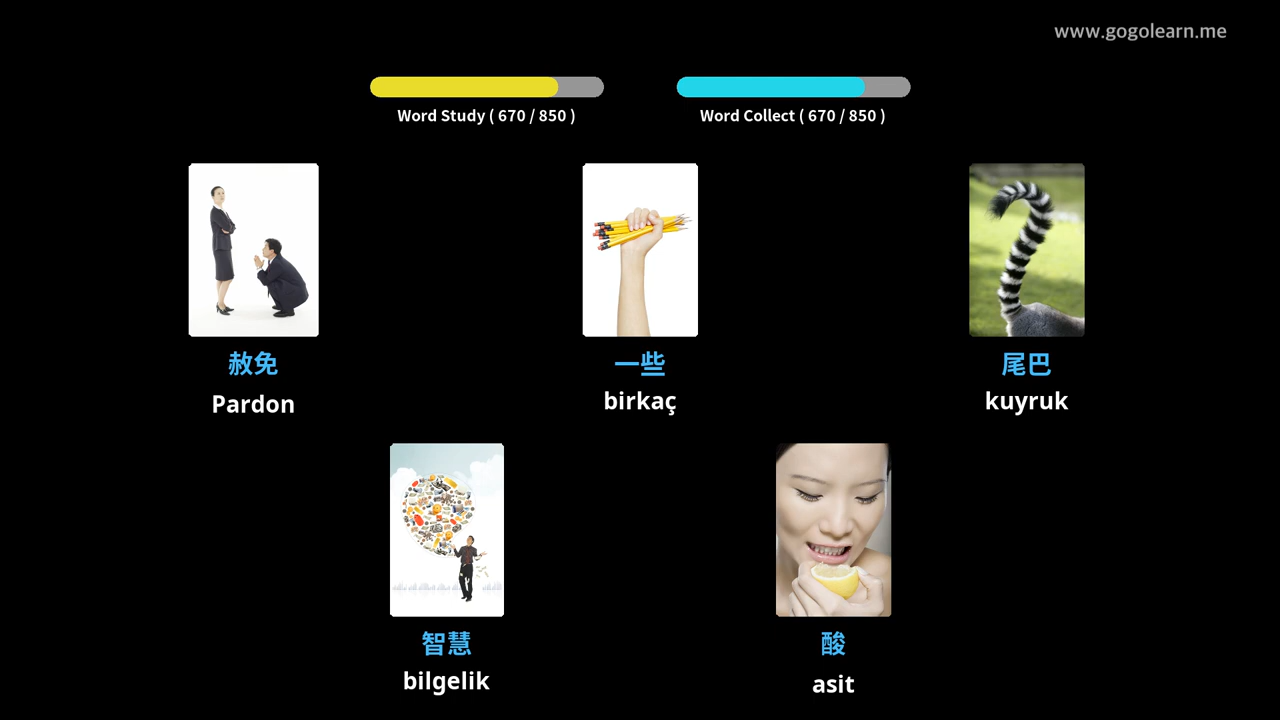 www.gogolearn.me
Word Study ( 670 / 850 )
Word Collect ( 670 / 850 )
赦免
Pardon
一些
birkaç
尾巴
kuyruk
智慧
bilgelik
酸
asit